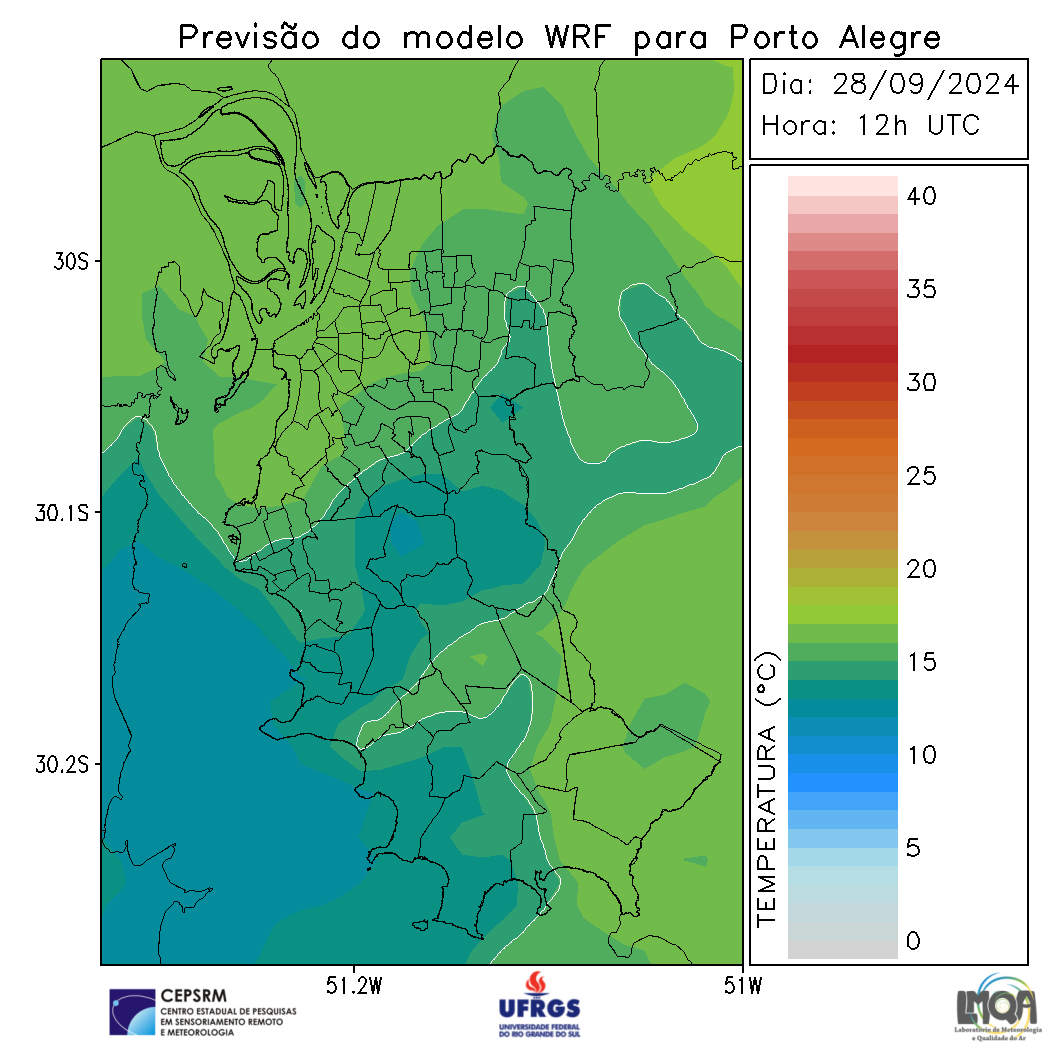 Previsão do modelo WRF para Porto Alegre
Dia: 28/09/2024
Hora: 12h UTC
40
35
30
25
20
15
10
5
0
TEMPERATURA (°C)
30S
30.1S
30.2S
51.2W
51W
CEPSRM
CENTRO ESTADUAL DE PESQUISAS
EM SENSORIAMENTO REMOTO
E METEOROLOGIA
UFRGS
UNIVERSIDADE FEDERAL
DO RIO GRANDE DO SUL
LMQA
Laboratório de Meteorologia
e Qualidade do Ar